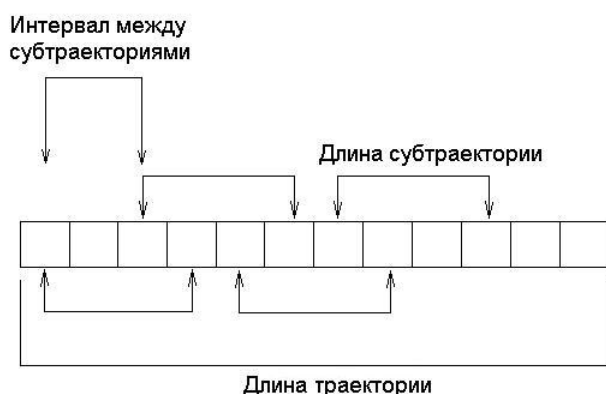 Интервал между
субтраекториями
Длина субтраектории
Длина траектории